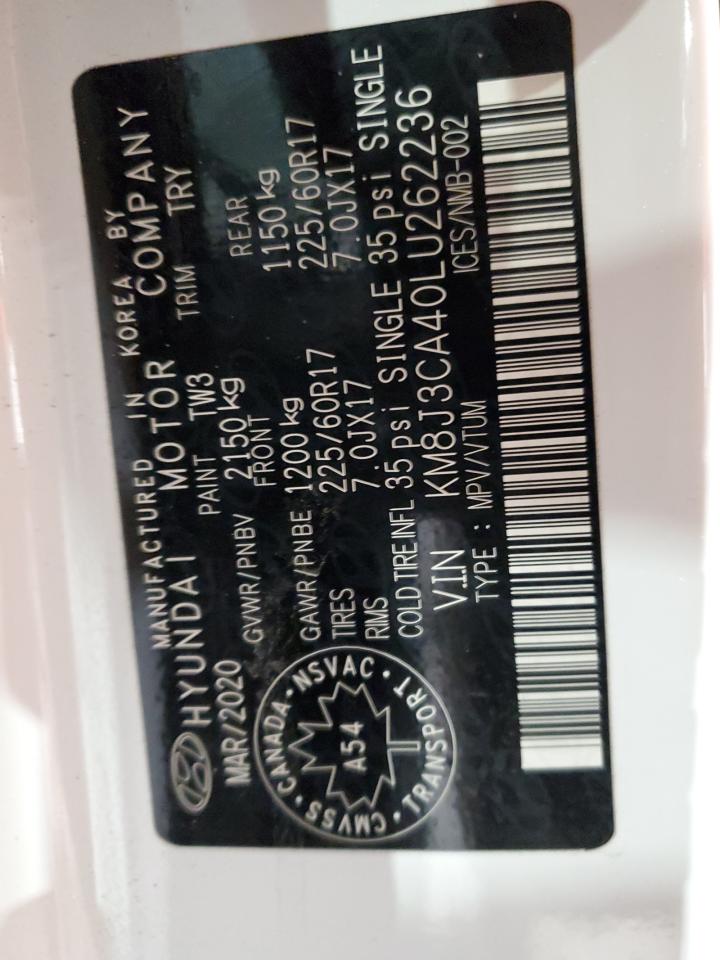 MANUFACTURED IN KOREA BY
HYUNDAI MOTOR COMPANY
MAR/2020 PAINT TW3 TRIM TRY
GVWR/PNBV 2150kg
FRONT REAR
GAWR/PNBE 1200kg 1150kg
TIRES 225/60R17 225/60R17
RIMS 7.0JX17 7.0JX17
COLD TIRE INFL 35 psi SINGLE 35 psi SINGLE
VIN KM8J3CA40LU262236
TYPE : MPV/VTUM ICES/NMB-002
CMVSS • CANADA • NSVAC • TRANSPORT •
A54